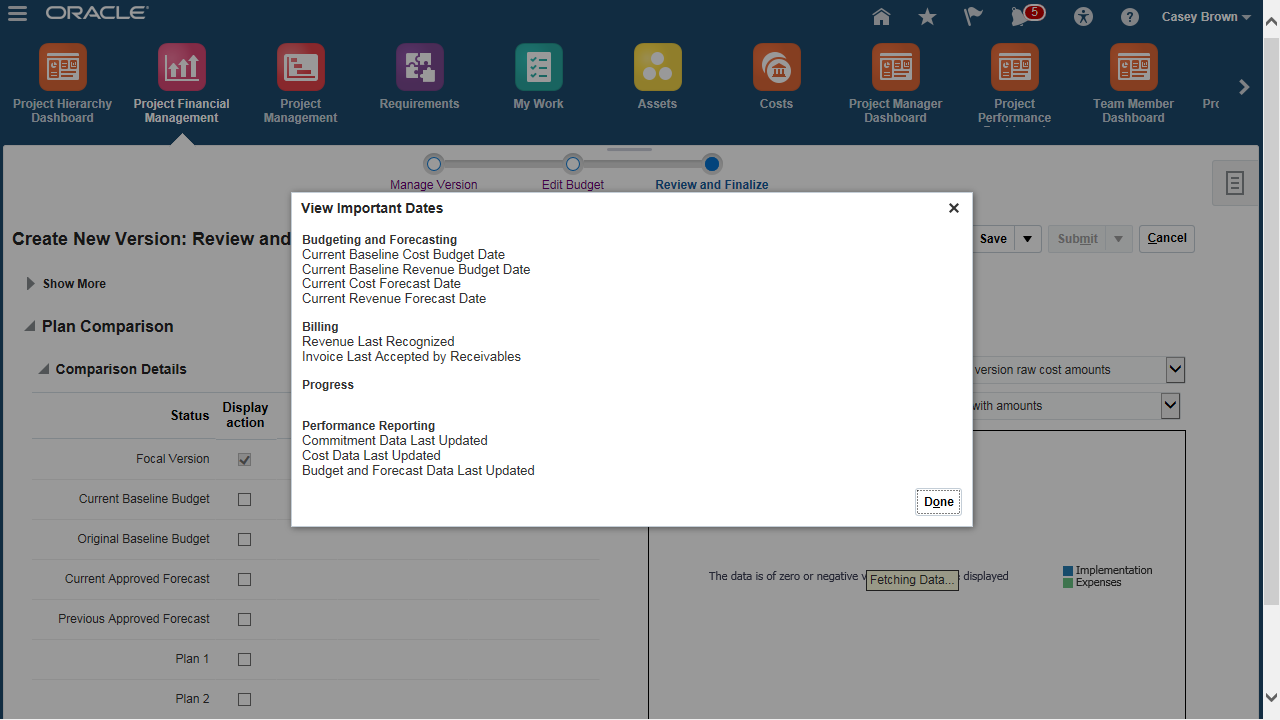 ORACLE
5
Casey Brown
Project Hierarchy
Dashboard
Project Financial
Management
Project
Management
Requirements
My Work
Assets
Costs
Project Manager
Dashboard
Project
Performance
Team Member
Dashboard
Manage Version
Edit Budget
Review and Finalize
Create New Version: Review and
Save
Submit
Cancel
Show More
Plan Comparison
Comparison Details
version raw cost amounts
with amounts
Status
Display
action
Focal Version
Current Baseline Budget
Original Baseline Budget
Current Approved Forecast
Previous Approved Forecast
Plan 1
Plan 2
View Important Dates
Budgeting and Forecasting
Current Baseline Cost Budget Date
Current Baseline Revenue Budget Date
Current Cost Forecast Date
Current Revenue Forecast Date
Billing
Revenue Last Recognized
Invoice Last Accepted by Receivables
Progress
Performance Reporting
Commitment Data Last Updated
Cost Data Last Updated
Budget and Forecast Data Last Updated
Done
The data is of zero or negative displayed
Fetching Data...
Implementation
Expenses